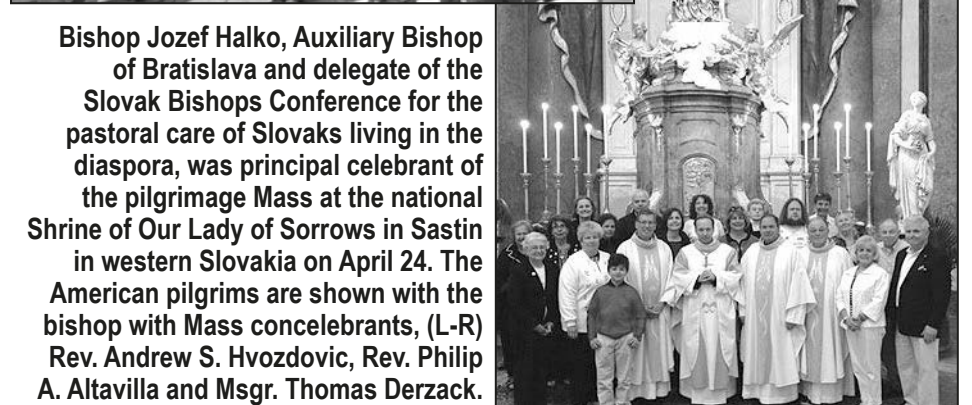 Bishop Jozef Halko, Auxiliary Bishop
of Bratislava and delegate of the
Slovak Bishops Conference for the
pastoral care of Slovaks living in the
diaspora, was principal celebrant of
the pilgrimage Mass at the national
Shrine of Our Lady of Sorrows in Sastin
in western Slovakia on April 24. The
American pilgrims are shown with the
bishop with Mass concelebrants, (L-R)
Rev. Andrew S. Hvozdovic, Rev. Philip
A. Altavilla and Msgr. Thomas Derzack.